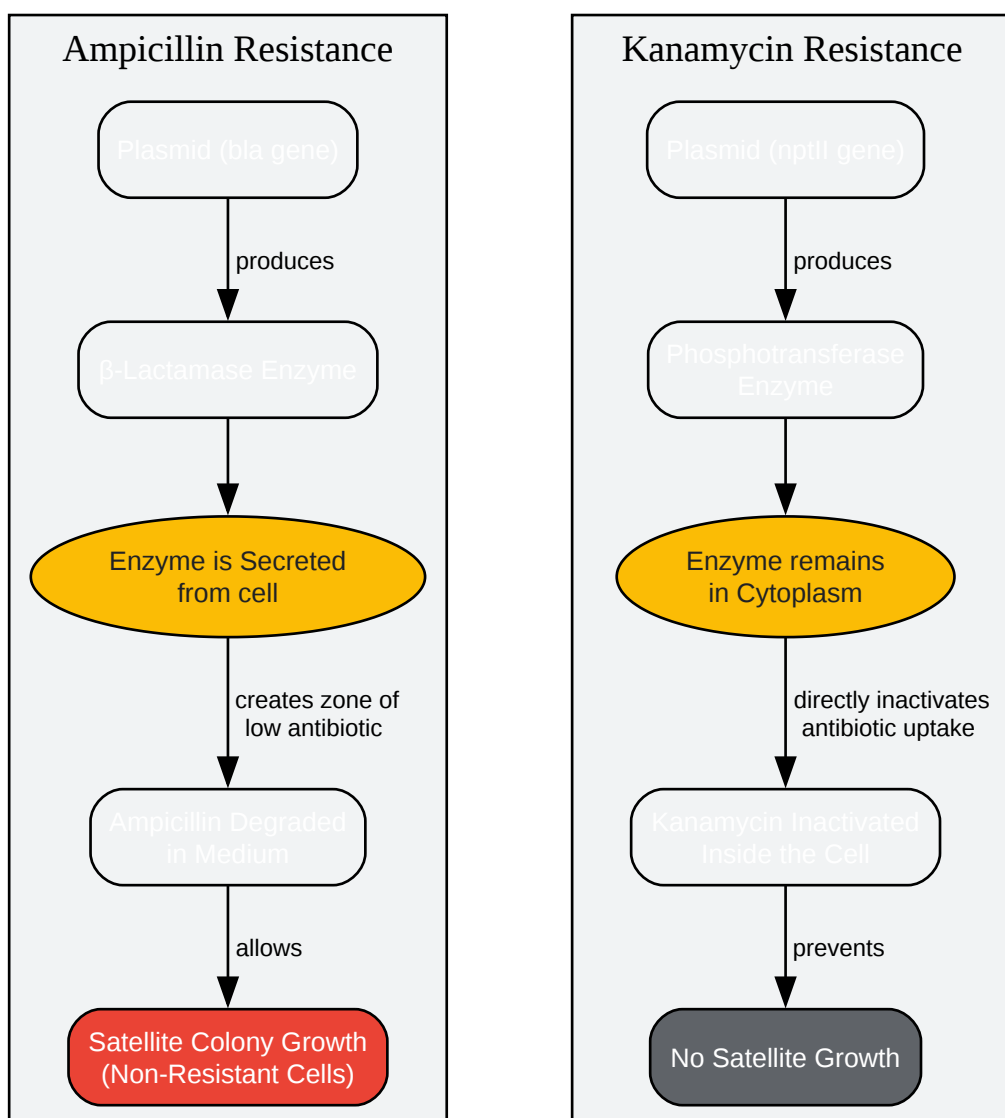 Ampicillin Resistance
Plasmid (bla gene)
produces
β-Lactamase Enzyme
Enzyme is Secreted
from cell
creates zone of
low antibiotic
Ampicillin Degraded
in Medium
allows
Satellite Colony Growth
(Non-Resistant Cells)
Kanamycin Resistance
Plasmid (nptII gene)
produces
Phosphotransferase
Enzyme
Enzyme remains
in Cytoplasm
directly inactivates
antibiotic uptake
Kanamycin Inactivated
Inside the Cell
prevents
No Satellite Growth